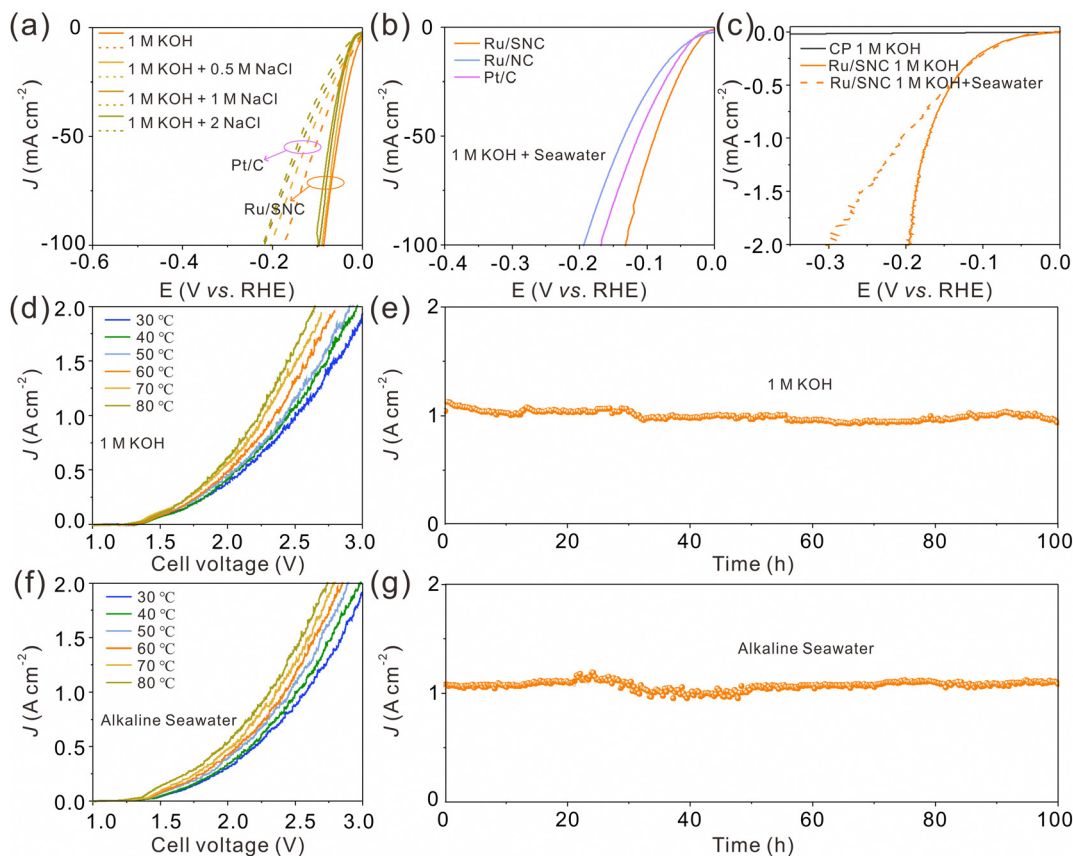 (a)
0
-50
-100
J (mA cm⁻²)
1 M KOH
1 M KOH + 0.5 M NaCl
1 M KOH + 1 M NaCl
1 M KOH + 2 NaCl
Pt/C
Ru/SNC
-0.6 -0.4 -0.2 0.0
E (V vs. RHE)
(b)
0
-50
-100
J (mA cm⁻²)
Ru/SNC
Ru/NC
Pt/C
1 M KOH + Seawater
-0.4 -0.3 -0.2 -0.1 0.0
E (V vs. RHE)
(c)
0.0
-0.5
-1.0
-1.5
-2.0
J (mA cm⁻²)
CP 1 M KOH
Ru/SNC 1 M KOH
Ru/SNC 1 M KOH+Seawater
-0.3 -0.2 -0.1 0.0
E (V vs. RHE)
(d)
2.0
1.5
1.0
0.5
0.0
J (A cm⁻²)
30 ℃
40 ℃
50 ℃
60 ℃
70 ℃
80 ℃
1 M KOH
1.0 1.5 2.0 2.5 3.0
Cell voltage (V)
(e)
2
1
0
J (A cm⁻²)
1 M KOH
0 20 40 60 80 100
Time (h)
(f)
2.0
1.5
1.0
0.5
0.0
J (A cm⁻²)
30 ℃
40 ℃
50 ℃
60 ℃
70 ℃
80 ℃
Alkaline Seawater
1.0 1.5 2.0 2.5 3.0
Cell voltage (V)
(g)
2
1
0
J (A cm⁻²)
Alkaline Seawater
0 20 40 60 80 100
Time (h)